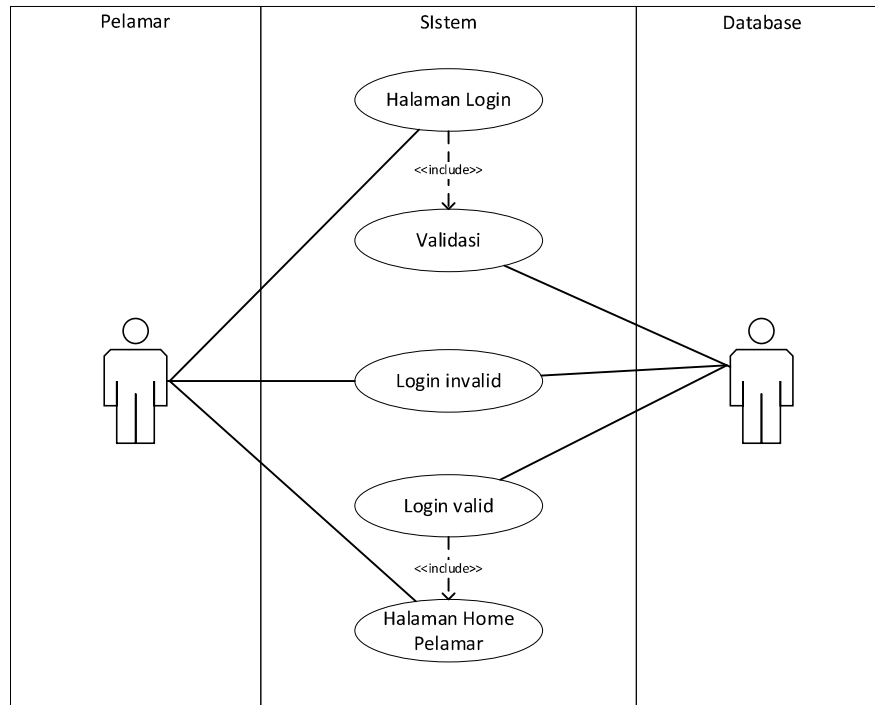 Pelamar
SIstem
Database
Halaman Login
<<include>>
Validasi
Login invalid
Login valid
<<include>>
Halaman Home
Pelamar